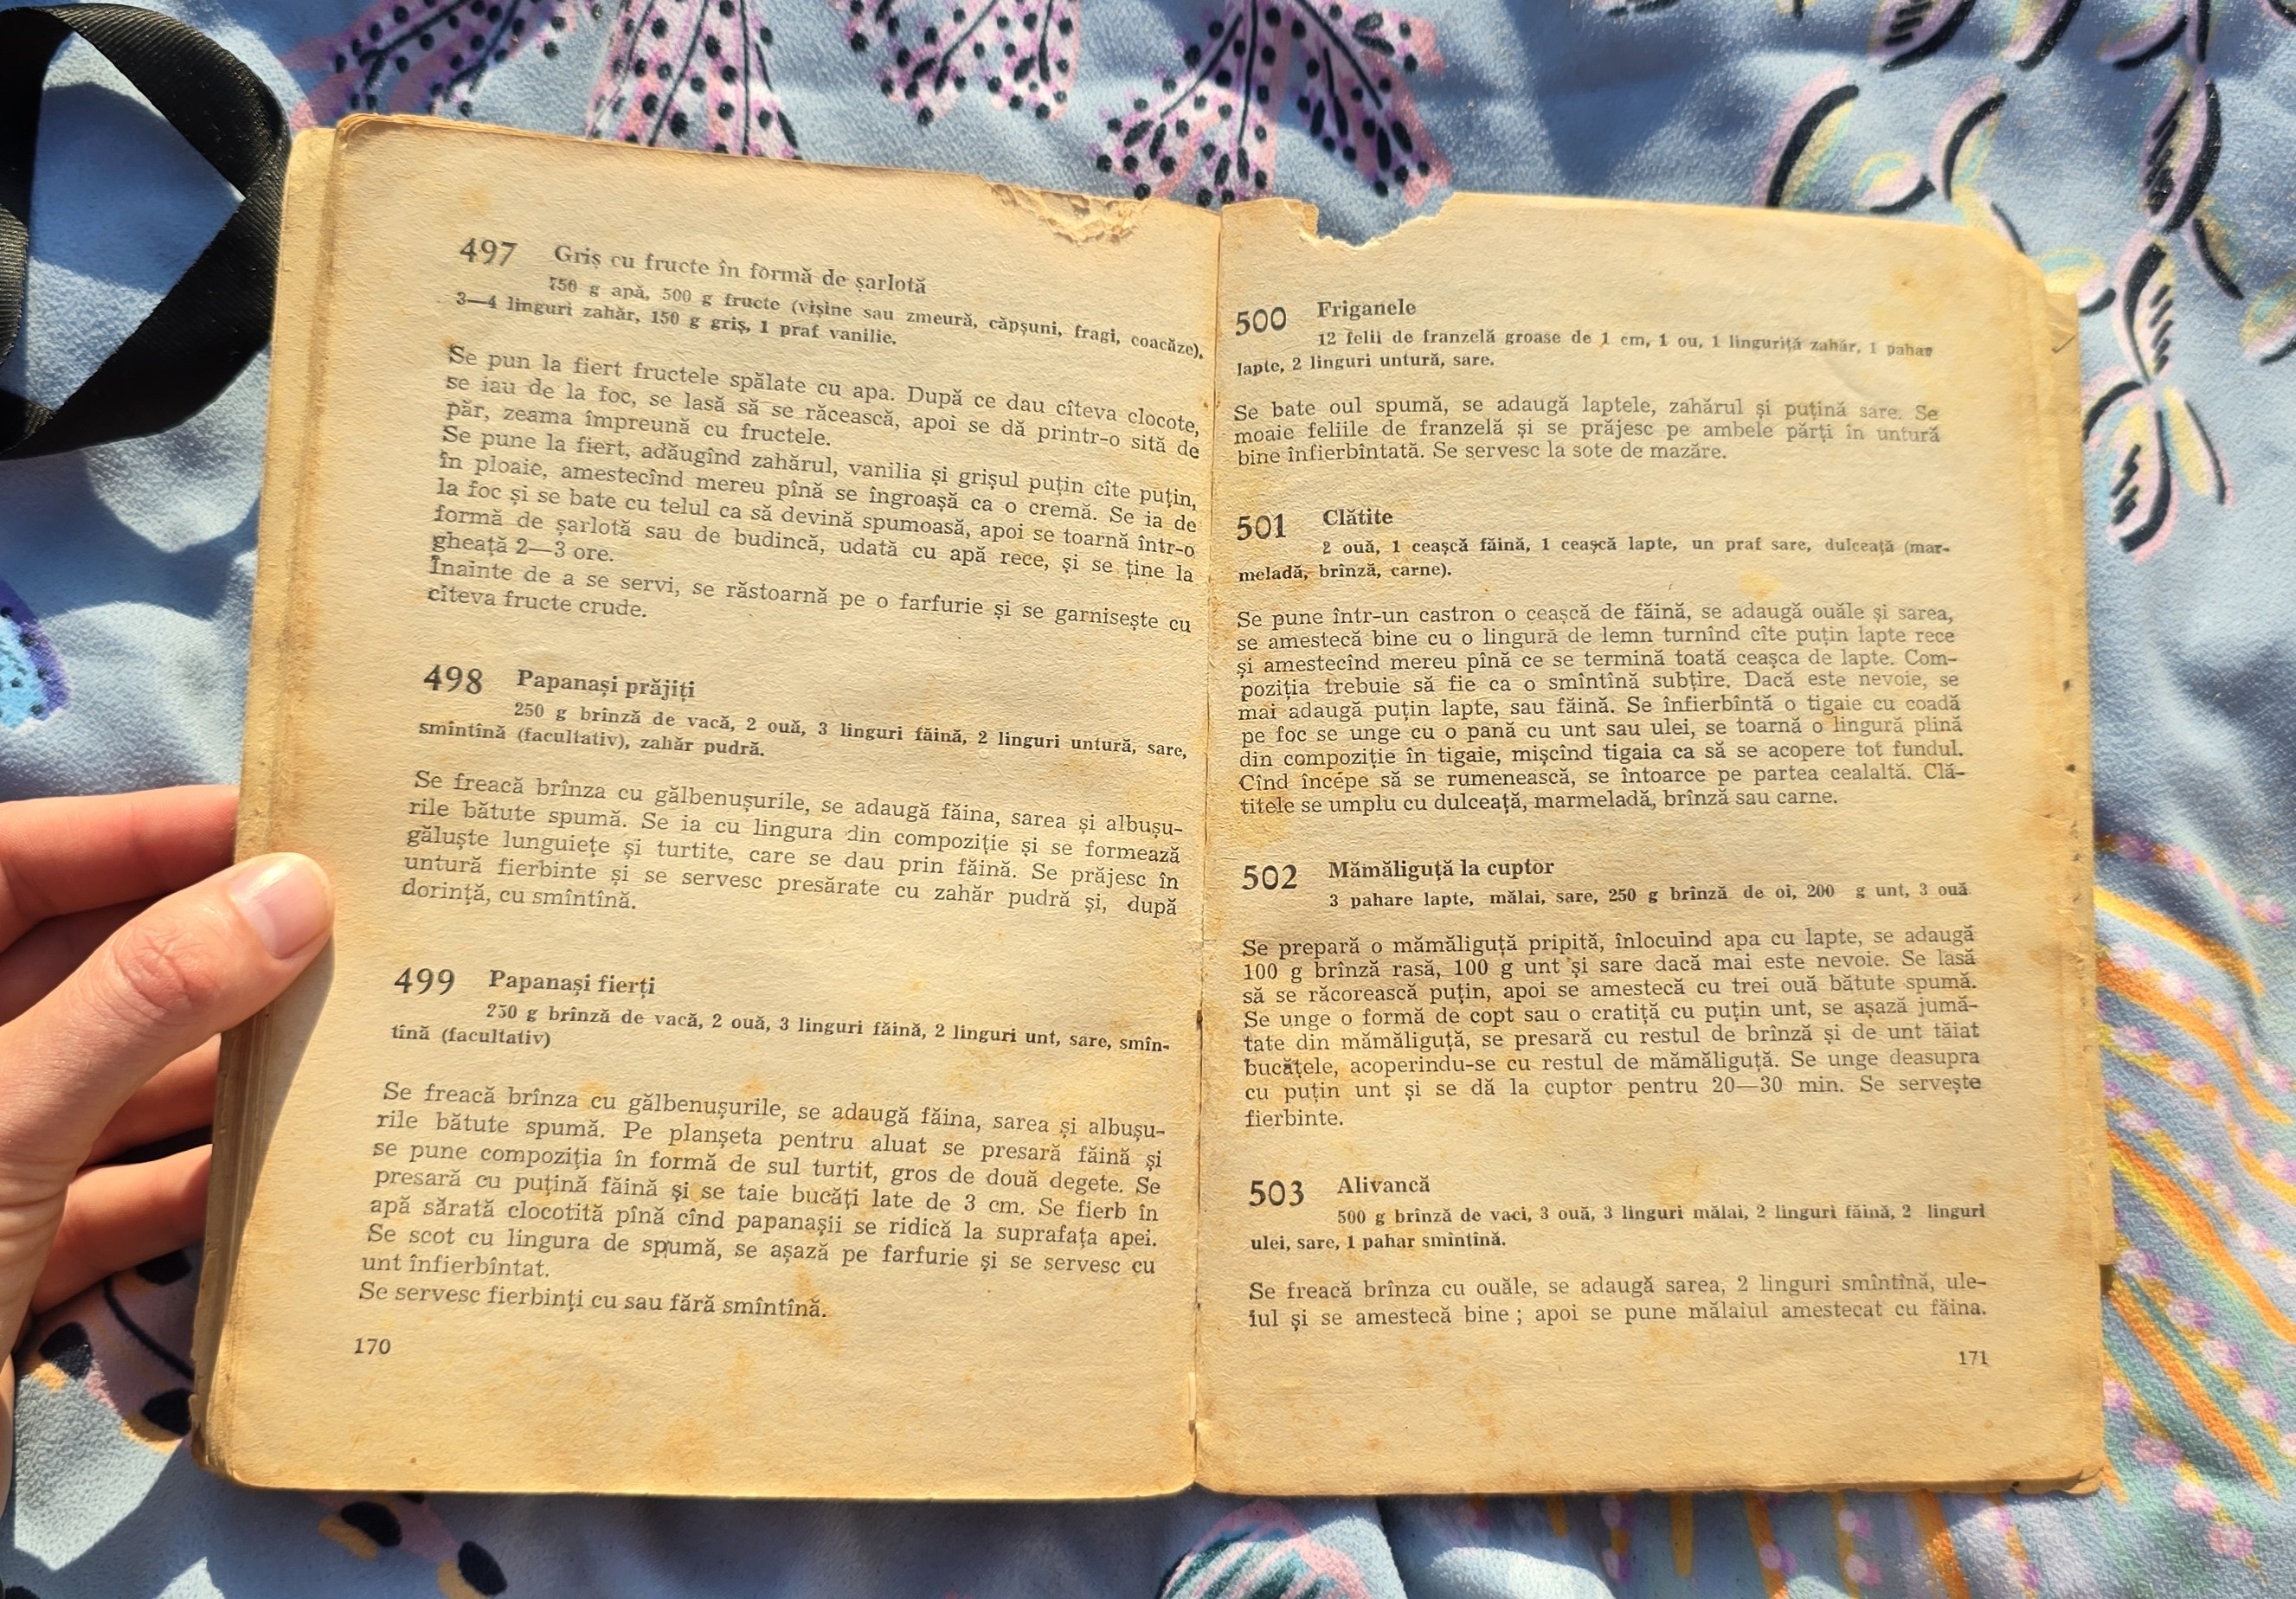 497 Griș cu fructe în formă de șarlotă
750 g apă, 500 g fructe (vișine sau zmeură, căpșuni, fragi, coacăze),
3—4 linguri zahăr, 150 g griș, 1 praf vanilie.
Se pun la fiert fructele spălate cu apa. După ce dau cîteva clocote,
se iau de la foc, se lasă să se răcească, apoi se dă printr-o sită de
păr, zeama împreună cu fructele.
Se pune la fiert, adăugînd zahărul, vanilia și grișul puțin cîte puțin,
în ploaie, amestecînd mereu pînă se îngroașă ca o cremă. Se ia de
la foc și se bate cu telul ca să devină spumoasă, apoi se toarnă într-o
formă de șarlotă sau de budincă, udată cu apă rece, și se ține la
gheață 2—3 ore.
Înainte de a se servi, se răstoarnă pe o farfurie și se garnisește cu
cîteva fructe crude.
498 Papanași prăjiți
250 g brînză de vacă, 2 ouă, 3 linguri făină, 2 linguri untură, sare,
smîntînă (facultativ), zahăr pudră.
Se freacă brînza cu gălbenușurile, se adaugă făina, sarea și albușu-
rile bătute spumă. Se ia cu lingura din compoziție și se formează
găluște lunguiețe și turtite, care se dau prin făină. Se prăjesc în
untură fierbinte și se servesc presărate cu zahăr pudră și, după
dorință, cu smîntînă.
499 Papanași fierți
250 g brînză de vacă, 2 ouă, 3 linguri făină, 2 linguri unt, sare, smîn-
tînă (facultativ)
Se freacă brînza cu gălbenușurile, se adaugă făina, sarea și albușu-
rile bătute spumă. Pe planșeta pentru aluat se presară făină și
se pune compoziția în formă de sul turtit, gros de două degete. Se
presară cu puțină făină și se taie bucăți late de 3 cm. Se fierb în
apă sărată clocotită pînă cînd papanașii se ridică la suprafața apei.
Se scot cu lingura de spumă, se așază pe farfurie și se servesc cu
unt înfierbîntat.
Se servesc fierbinți cu sau fără smîntînă.
170
500 Friganele
12 felii de franzelă groase de 1 cm, 1 ou, 1 linguriță zahăr, 1 pahar
lapte, 2 linguri untură, sare.
Se bate oul spumă, se adaugă laptele, zahărul și puțină sare. Se
moaie feliile de franzelă și se prăjesc pe ambele părți în untură
bine înfierbîntată. Se servesc la sote de mazăre.
501 Clătite
2 ouă, 1 ceașcă făină, 1 ceașcă lapte, un praf sare, dulceață (mar-
meladă, brînză, carne).
Se pune într-un castron o ceașcă de făină, se adaugă ouăle și sarea,
se amestecă bine cu o lingură de lemn turnînd cîte puțin lapte rece
și amestecînd mereu pînă ce se termină toată ceașca de lapte. Com-
poziția trebuie să fie ca o smîntînă subțire. Dacă este nevoie, se
mai adaugă puțin lapte, sau făină. Se înfierbîntă o tigaie cu coadă
pe foc se unge cu o pană cu unt sau ulei, se toarnă o lingură plină
din compoziție în tigaie, mișcînd tigaia ca să se acopere tot fundul.
Cînd începe să se rumenească, se întoarce pe partea cealaltă. Clă-
titele se umplu cu dulceață, marmeladă, brînză sau carne.
502 Mămăliguță la cuptor
3 pahare lapte, mălai, sare, 250 g brînză de oi, 200 g unt, 3 ouă
Se prepară o mămăliguță pripită, înlocuind apa cu lapte, se adaugă
100 g brînză rasă, 100 g unt și sare dacă mai este nevoie. Se lasă
să se răcorească puțin, apoi se amestecă cu trei ouă bătute spumă.
Se unge o formă de copt sau o cratiță cu puțin unt, se așază jumă-
tate din mămăliguță, se presară cu restul de brînză și de unt tăiat
bucățele, acoperindu-se cu restul de mămăliguță. Se unge deasupra
cu puțin unt și se dă la cuptor pentru 20—30 min. Se servește
fierbinte.
503 Alivancă
500 g brînză de vaci, 3 ouă, 3 linguri mălai, 2 linguri făină, 2 linguri
ulei, sare, 1 pahar smîntînă.
Se freacă brînza cu ouăle, se adaugă sarea, 2 linguri smîntînă, ule-
iul și se amestecă bine ; apoi se pune mălaiul amestecat cu făina.
171